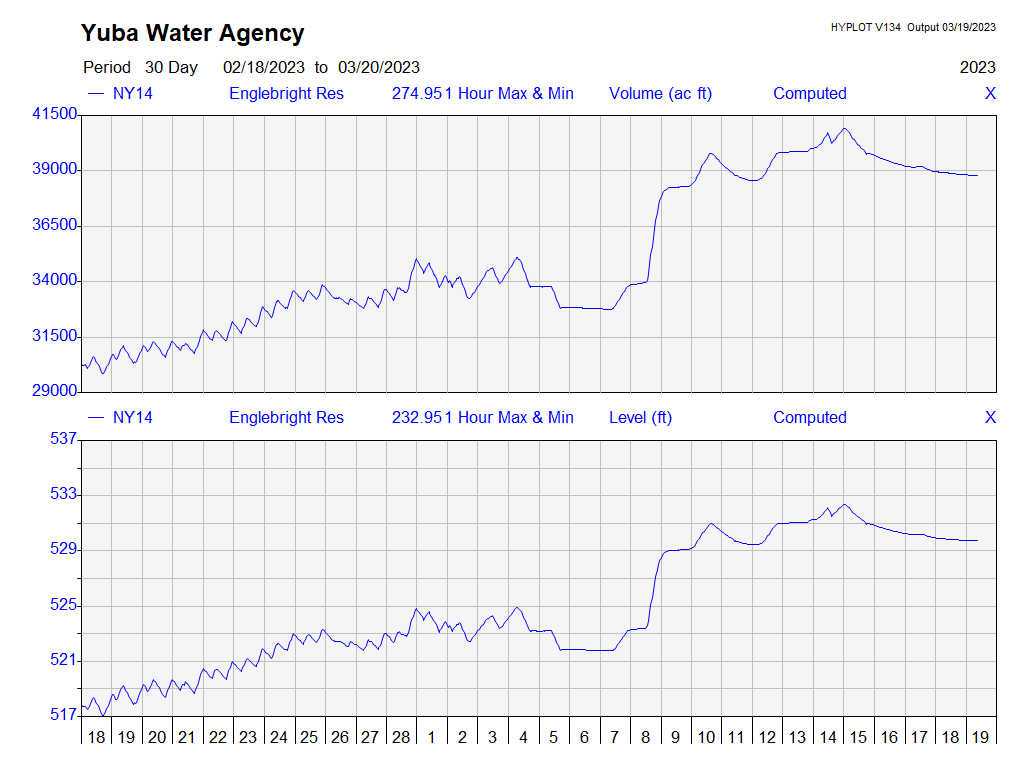 Yuba Water Agency
HYPLOT V134 Output 03/19/2023
Period 30 Day 02/18/2023 to 03/20/2023 2023
NY14 Englebright Res 274.951 Hour Max & Min Volume (ac ft) Computed X
41500
39000
36500
34000
31500
29000
NY14 Englebright Res 232.951 Hour Max & Min Level (ft) Computed X
537
533
529
525
521
517
18 19 20 21 22 23 24 25 26 27 28 1 2 3 4 5 6 7 8 9 10 11 12 13 14 15 16 17 18 19